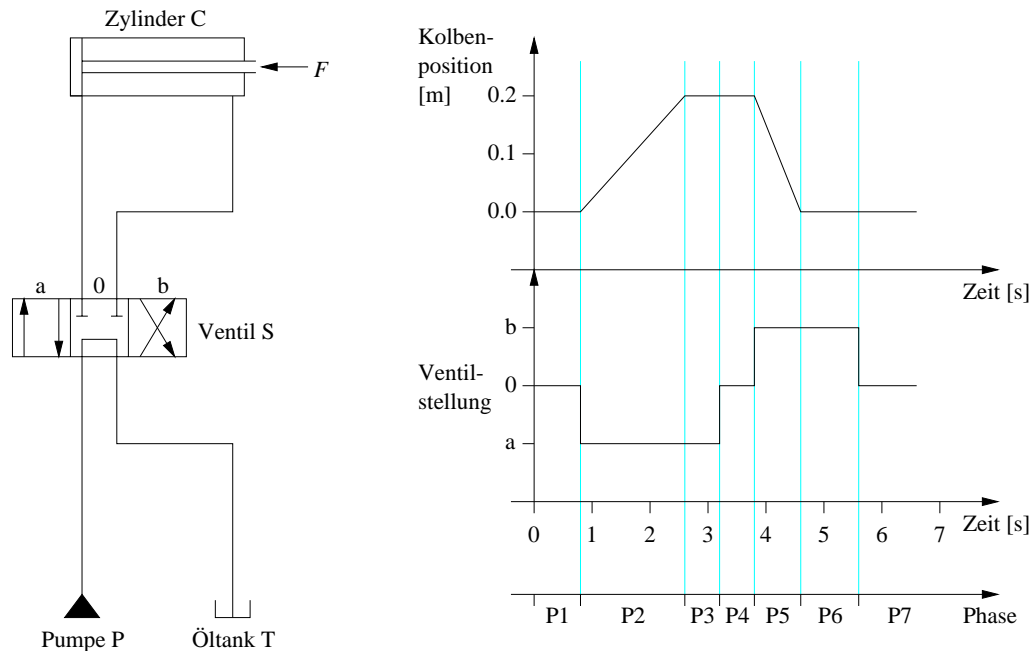 Zylinder C
F
a 0 b
Ventil S
Pumpe P
Öltank T
Kolben-
position
[m]
0.2
0.1
0.0
Zeit [s]
b
Ventil-
0
stellung
a
0 1 2 3 4 5 6 7
Zeit [s]
P1 P2 P3 P4 P5 P6 P7 Phase